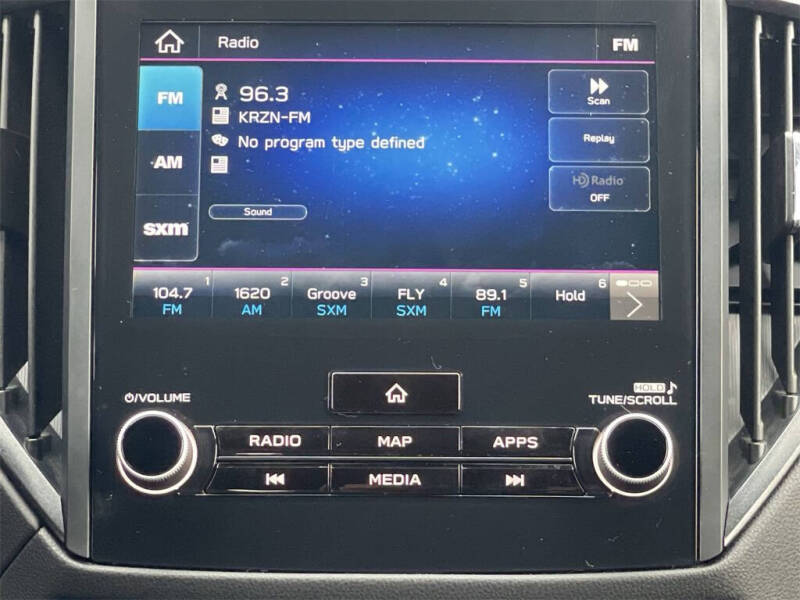 Radio
FM
FM
AM
sxm
96.3
KRZN-FM
No program type defined
Sound
Scan
Replay
HD Radio
OFF
1
104.7
FM
2
1620
AM
3
Groove
SXM
4
FLY
SXM
5
89.1
FM
6
Hold
VOLUME
HOLD
TUNE/SCROLL
RADIO
MAP
APPS
MEDIA